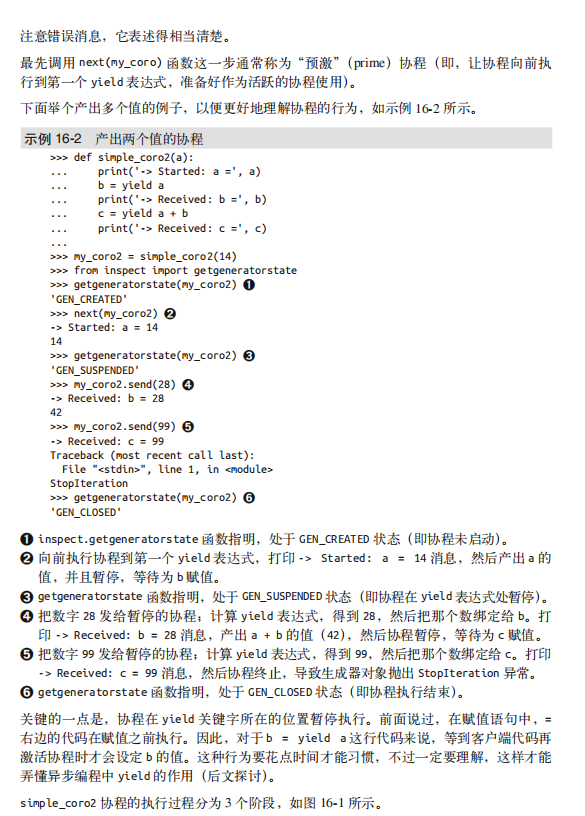 注意错误消息，它表述得相当清楚。
最先调用 next(my_coro) 函数这一步通常称为“预激”（prime）协程（即，让协程向前执
行到第一个 yield 表达式，准备好作为活跃的协程使用）。
下面举个产出多个值的例子，以便更好地理解协程的行为，如示例 16-2 所示。
示例 16-2 产出两个值的协程
>>> def simple_coro2(a):
...     print('-> Started: a =', a)
...     b = yield a
...     print('-> Received: b =', b)
...     c = yield a + b
...     print('-> Received: c =', c)
...
>>> my_coro2 = simple_coro2(14)
>>> from inspect import getgeneratorstate
>>> getgeneratorstate(my_coro2) ❶
'GEN_CREATED'
>>> next(my_coro2) ❷
-> Started: a = 14
14
>>> getgeneratorstate(my_coro2) ❸
'GEN_SUSPENDED'
>>> my_coro2.send(28) ❹
-> Received: b = 28
42
>>> my_coro2.send(99) ❺
-> Received: c = 99
Traceback (most recent call last):
  File "<stdin>", line 1, in <module>
StopIteration
>>> getgeneratorstate(my_coro2) ❻
'GEN_CLOSED'
❶ inspect.getgeneratorstate 函数指明，处于 GEN_CREATED 状态（即协程未启动）。
❷ 向前执行协程到第一个 yield 表达式，打印 -> Started: a = 14 消息，然后产出 a 的
值，并且暂停，等待为 b 赋值。
❸ getgeneratorstate 函数指明，处于 GEN_SUSPENDED 状态（即协程在 yield 表达式处暂停）。
❹ 把数字 28 发给暂停的协程；计算 yield 表达式，得到 28，然后把那个数绑定给 b。打
印 -> Received: b = 28 消息，产出 a + b 的值（42），然后协程暂停，等待为 c 赋值。
❺ 把数字 99 发给暂停的协程；计算 yield 表达式，得到 99，然后把那个数绑定给 c。打印
-> Received: c = 99 消息，然后协程终止，导致生成器对象抛出 StopIteration 异常。
❻ getgeneratorstate 函数指明，处于 GEN_CLOSED 状态（即协程执行结束）。
关键的一点是，协程在 yield 关键字所在的位置暂停执行。前面说过，在赋值语句中，=
右边的代码在赋值之前执行。因此，对于 b = yield a 这行代码来说，等到客户端代码再
激活协程时才会设定 b 的值。这种行为要花点时间才能习惯，不过一定要理解，这样才能
弄懂异步编程中 yield 的作用（后文探讨）。
simple_coro2 协程的执行过程分为 3 个阶段，如图 16-1 所示。